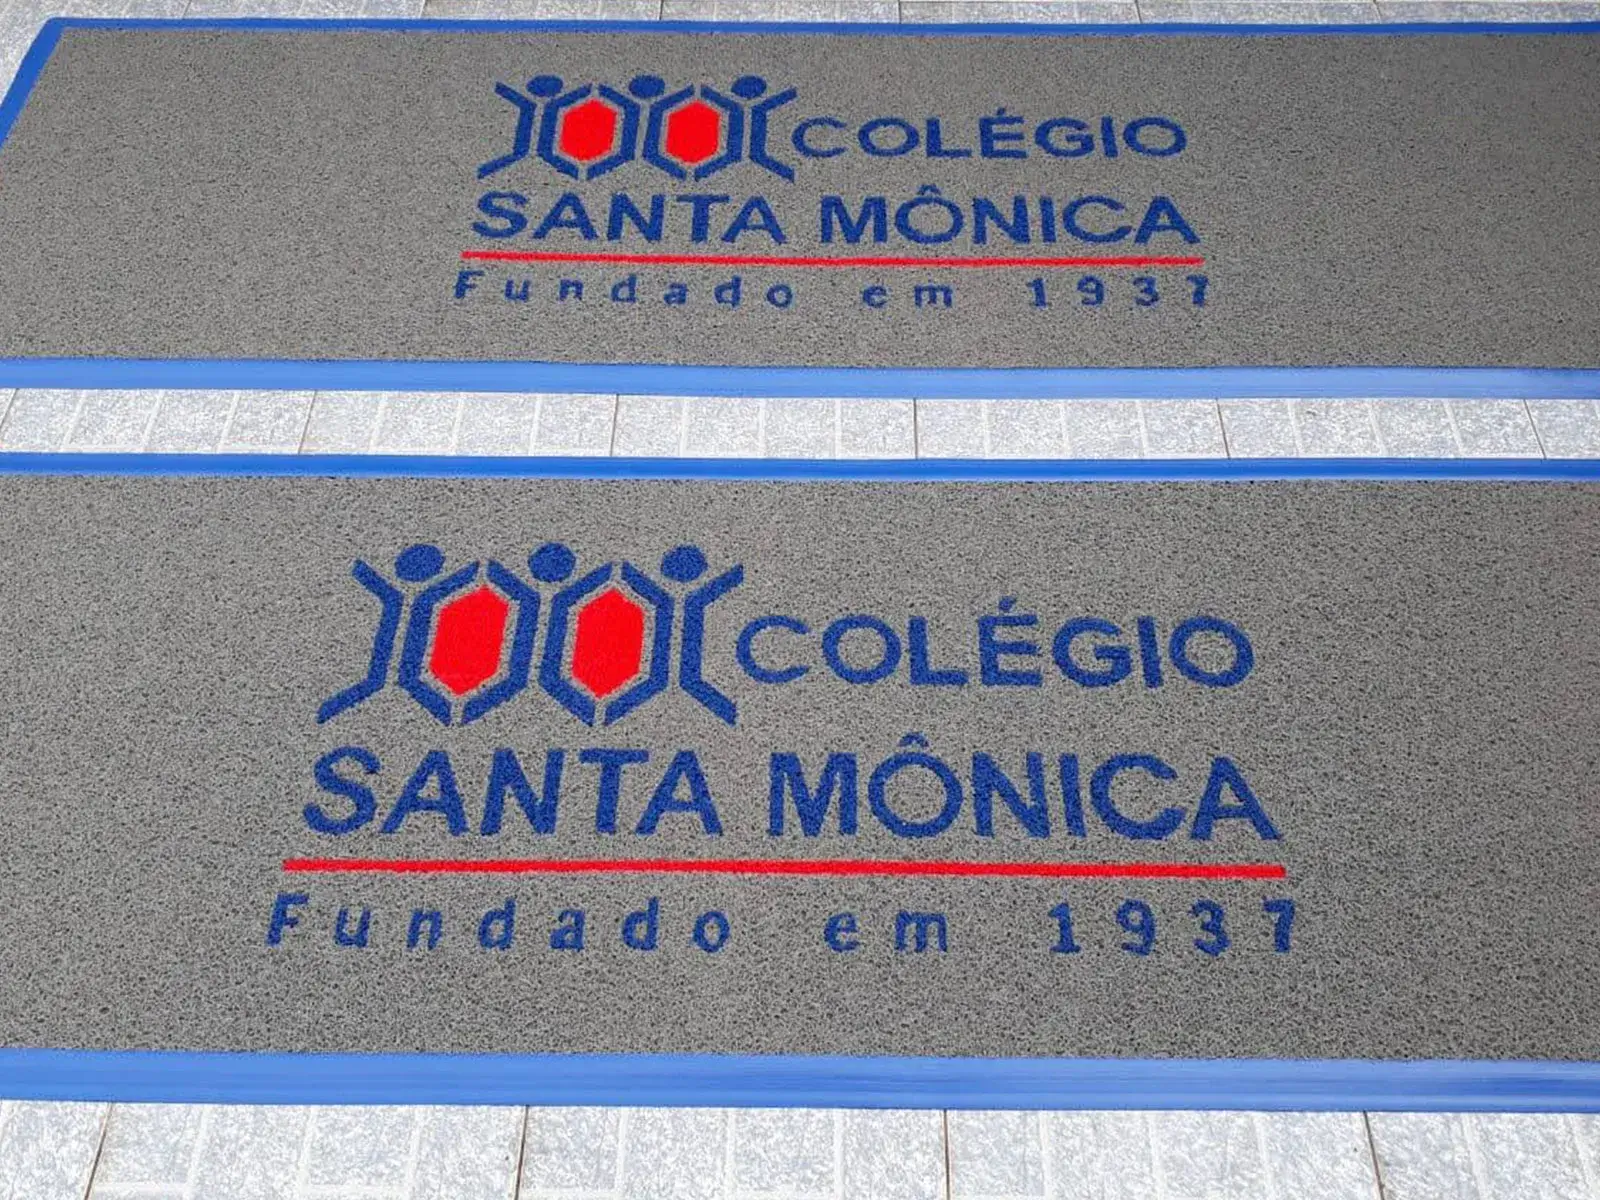 COLÉGIO
SANTA MÔNICA
Fundado em 1937
COLÉGIO
SANTA MÔNICA
Fundado em 1937